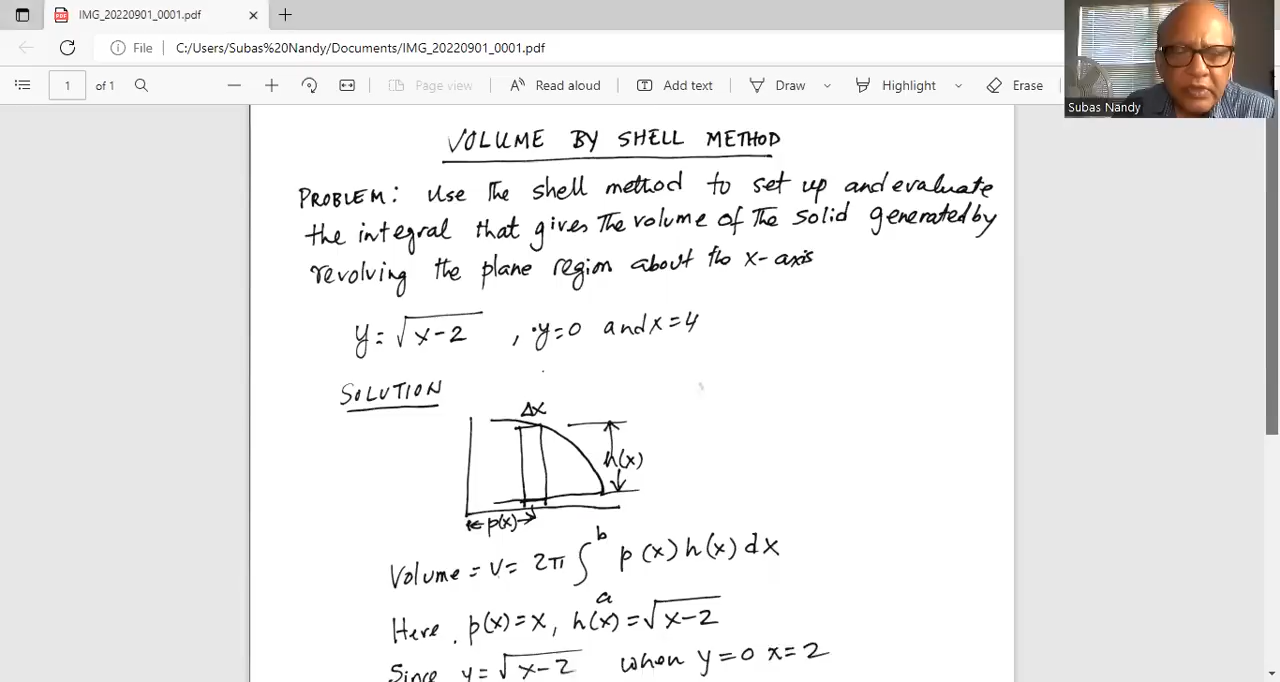 IMG_20220901_0001.pdf
File C:/Users/Subas%20Nandy/Documents/IMG_20220901_0001.pdf
1 of 1 Page view Read aloud Add text Draw Highlight Erase
Subas Nandy
VOLUME BY SHELL METHOD
PROBLEM: Use the shell method to set up and evaluate
the integral that gives the volume of the solid generated by
revolving the plane region about the x-axis
y=√x-2 , y=0 and x=4
SOLUTION
Δx
h(x)
p(x)
Volume = V = 2π ∫ₐᵇ p(x) h(x) dx
Here p(x)=x, h(x)=√x-2
Since y=√x-2 when y=0 x=2